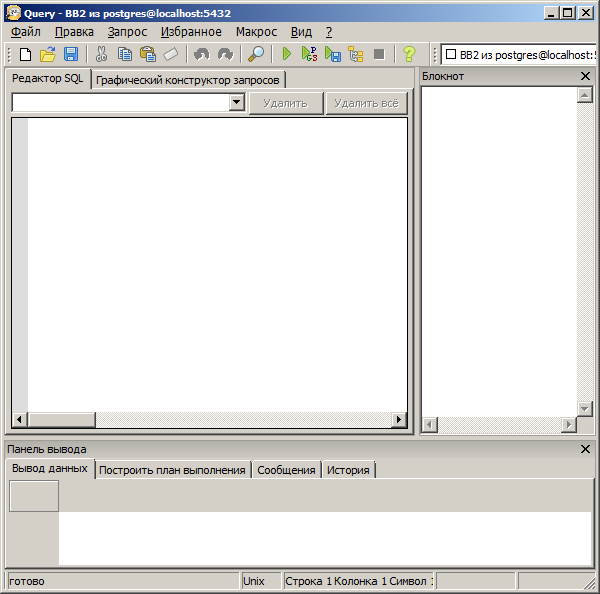 Query - BB2 из postgres@localhost:5432
Файл Правка Запрос Избранное Макрос Вид ?
BB2 из postgres@localhost:5
Редактор SQL Графический конструктор запросов
Блокнот
Удалить Удалить всё
Панель вывода
Вывод данных Построить план выполнения Сообщения История
готово Unix Строка 1 Колонка 1 Символ 1